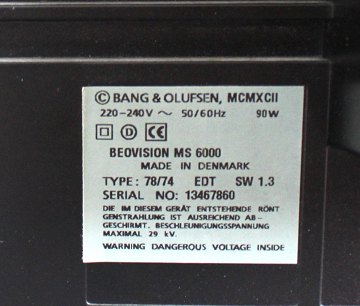 © BANG & OLUFSEN, MCMXCII
220-240V ~ 50/60Hz 90W
D CE
BEOVISION MS 6000
MADE IN DENMARK
TYPE: 78/74 EDT SW 1.3
SERIAL NO: 13467860
DIE IM DIESEM GERÄT ENTSTEHENDE RÖNT
GENSTRAHLUNG IST AUSREICHEND AB-
GESCHIRMT. BESCHLEUNIGUNGSSPANNUNG
MAXIMAL 29 kV.
WARNING DANGEROUS VOLTAGE INSIDE